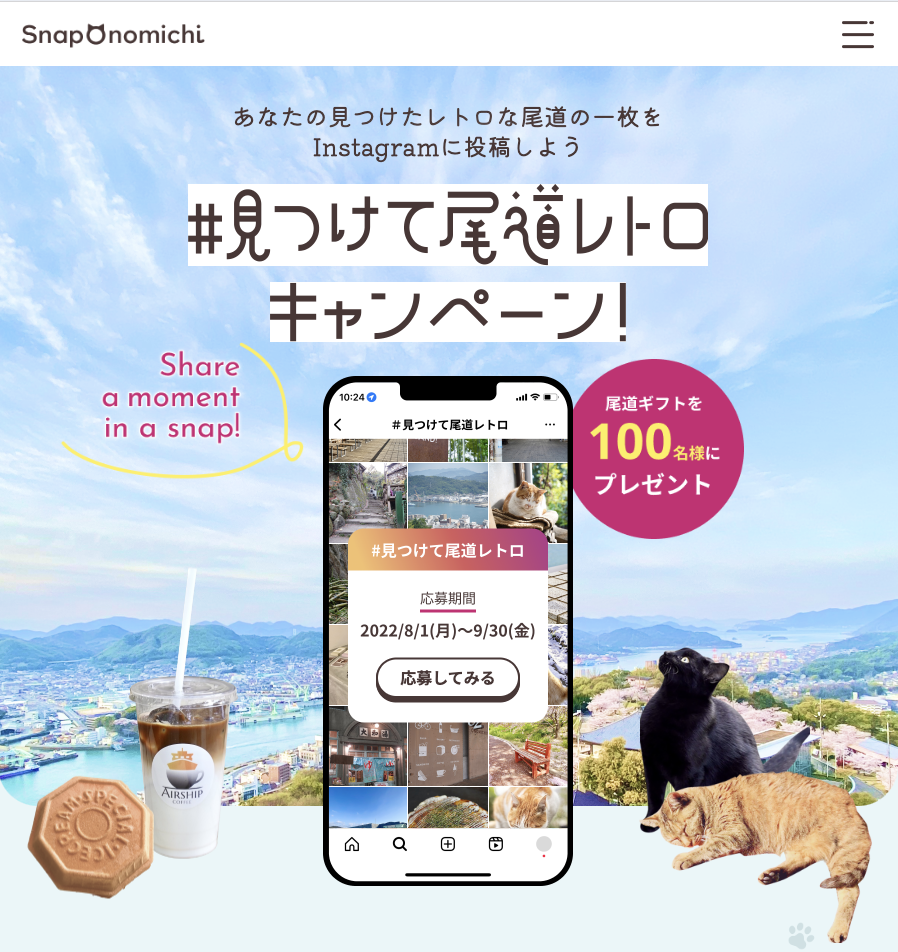 SnapOnomichi
あなたの見つけたレトロな尾道の一枚を
Instagramに投稿しよう
#見つけて尾道レトロ
キャンペーン!
Share
a moment
in a snap!
尾道ギフトを
100名様に
プレゼント
10:24
#見つけて尾道レトロ
#見つけて尾道レトロ
応募期間
2022/8/1(月)〜9/30(金)
応募してみる
AIRSHIP
COFFEE
SPECIAL ICECREAM